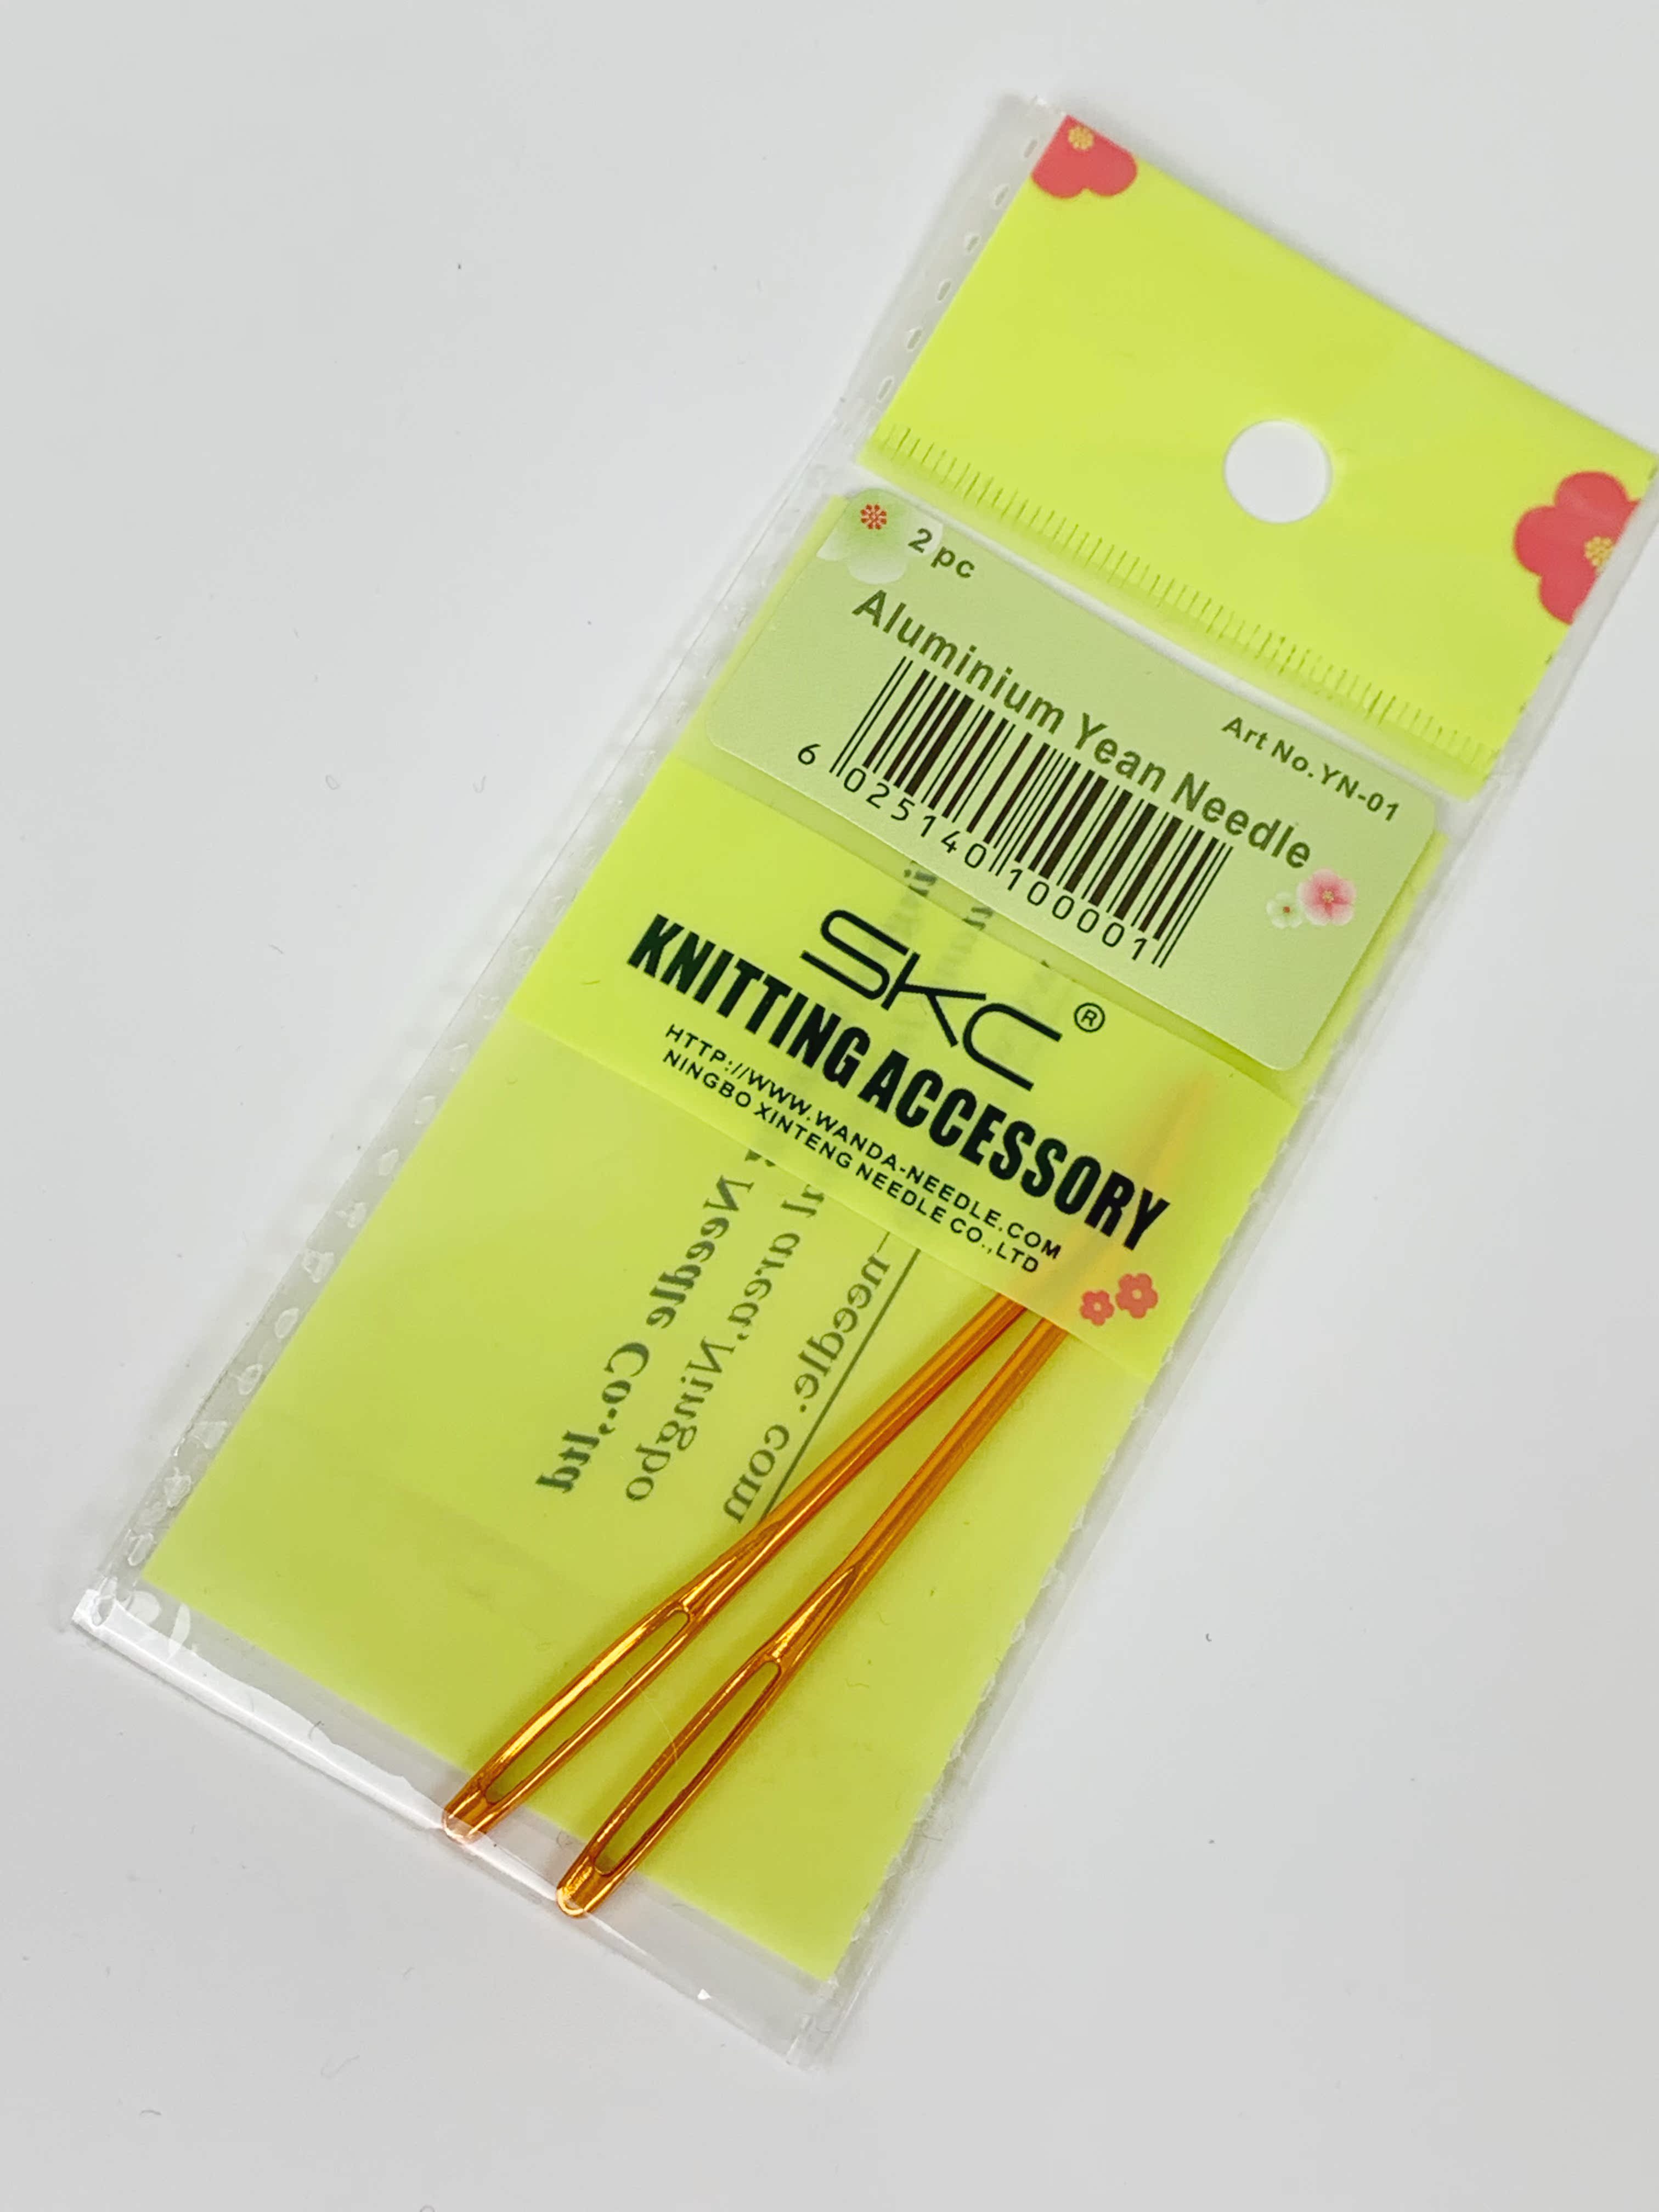 2 pc
Art No.YN-01
Aluminium Yean Needle
6 025140 100001
SKC®
KNITTING ACCESSORY
HTTP://WWW.WANDA-NEEDLE.COM
NINGBO XINTENG NEEDLE CO.,LTD
Needle Co.,ltd
area,Ningbo
-needle. com